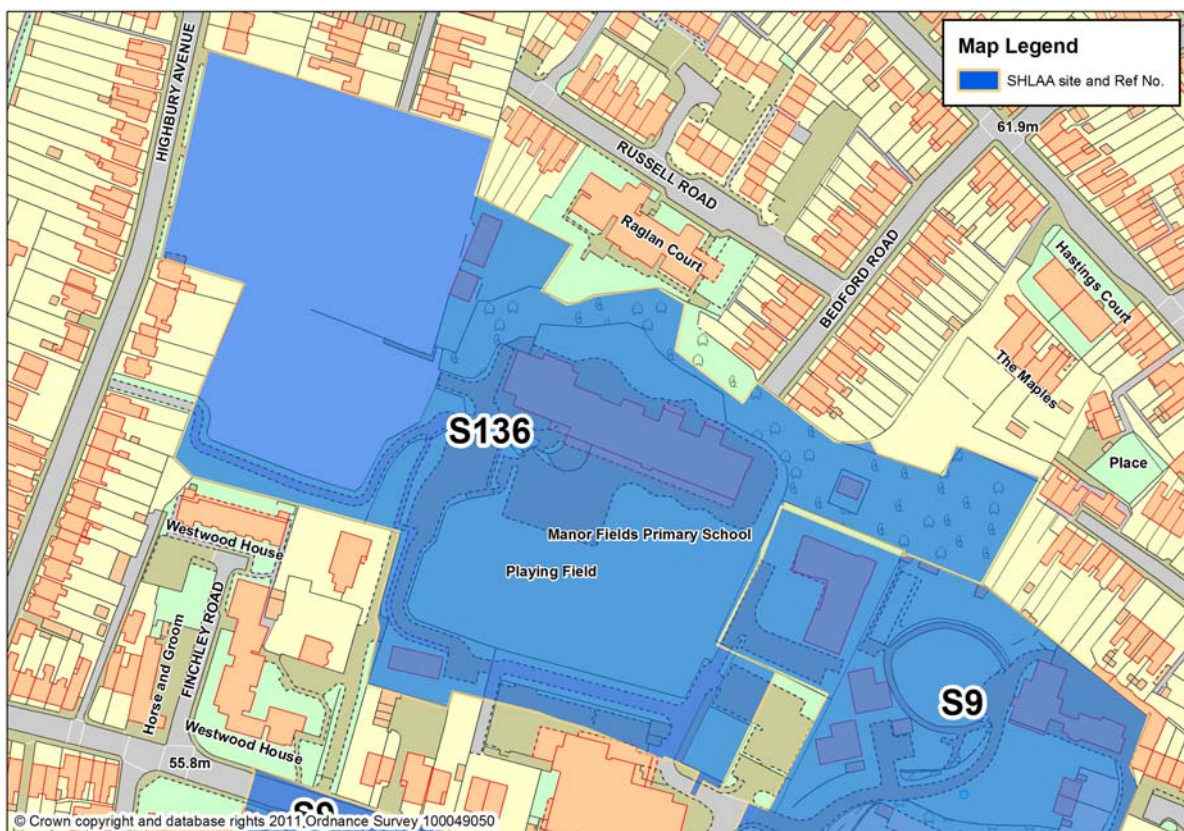 Map Legend
SHLAA site and Ref No.
HIGHBURY AVENUE
61.9m
RUSSELL ROAD
Raglan Court
BEDFORD ROAD
Hastings Court
The Maples
S136
Place
Manor Fields Primary School
Playing Field
Westwood House
FINCHLEY ROAD
Horse and Groom
S9
Westwood House
55.8m
S9
© Crown copyright and database rights 2011 Ordnance Survey 100049050